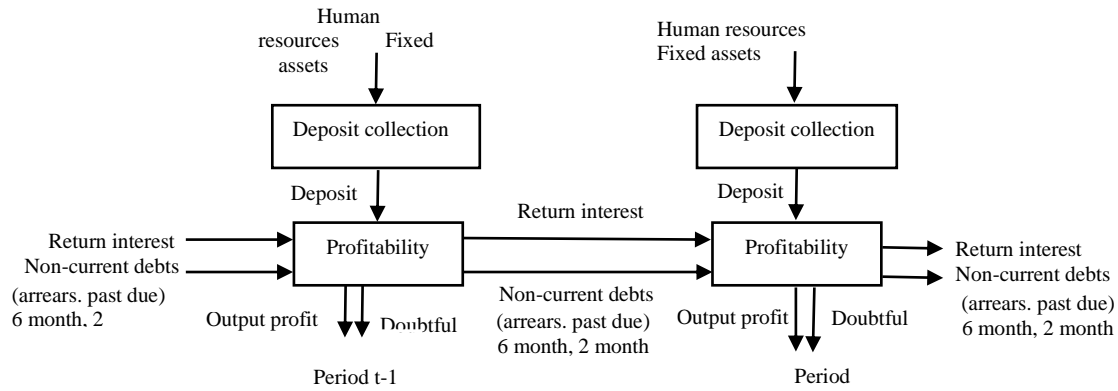 Human
resources Fixed
assets
Human resources
Fixed assets
Deposit collection
Deposit collection
Deposit
Deposit
Return interest
Profitability
Profitability
Return interest
Non-current debts
(arrears. past due)
6 month, 2
Return interest
Non-current debts
(arrears. past due)
6 month, 2 month
Non-current debts
(arrears. past due)
6 month, 2 month
Output profit
Doubtful
Output profit
Doubtful
Period t-1
Period